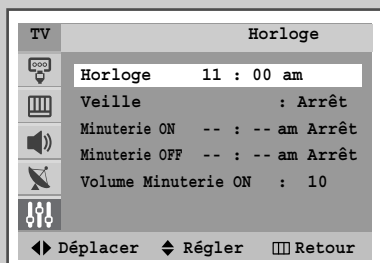 TV Horloge
Horloge 11 : 00 am
Veille : Arrêt
Minuterie ON -- : -- am Arrêt
Minuterie OFF -- : -- am Arrêt
Volume Minuterie ON : 10
Déplacer Régler Retour